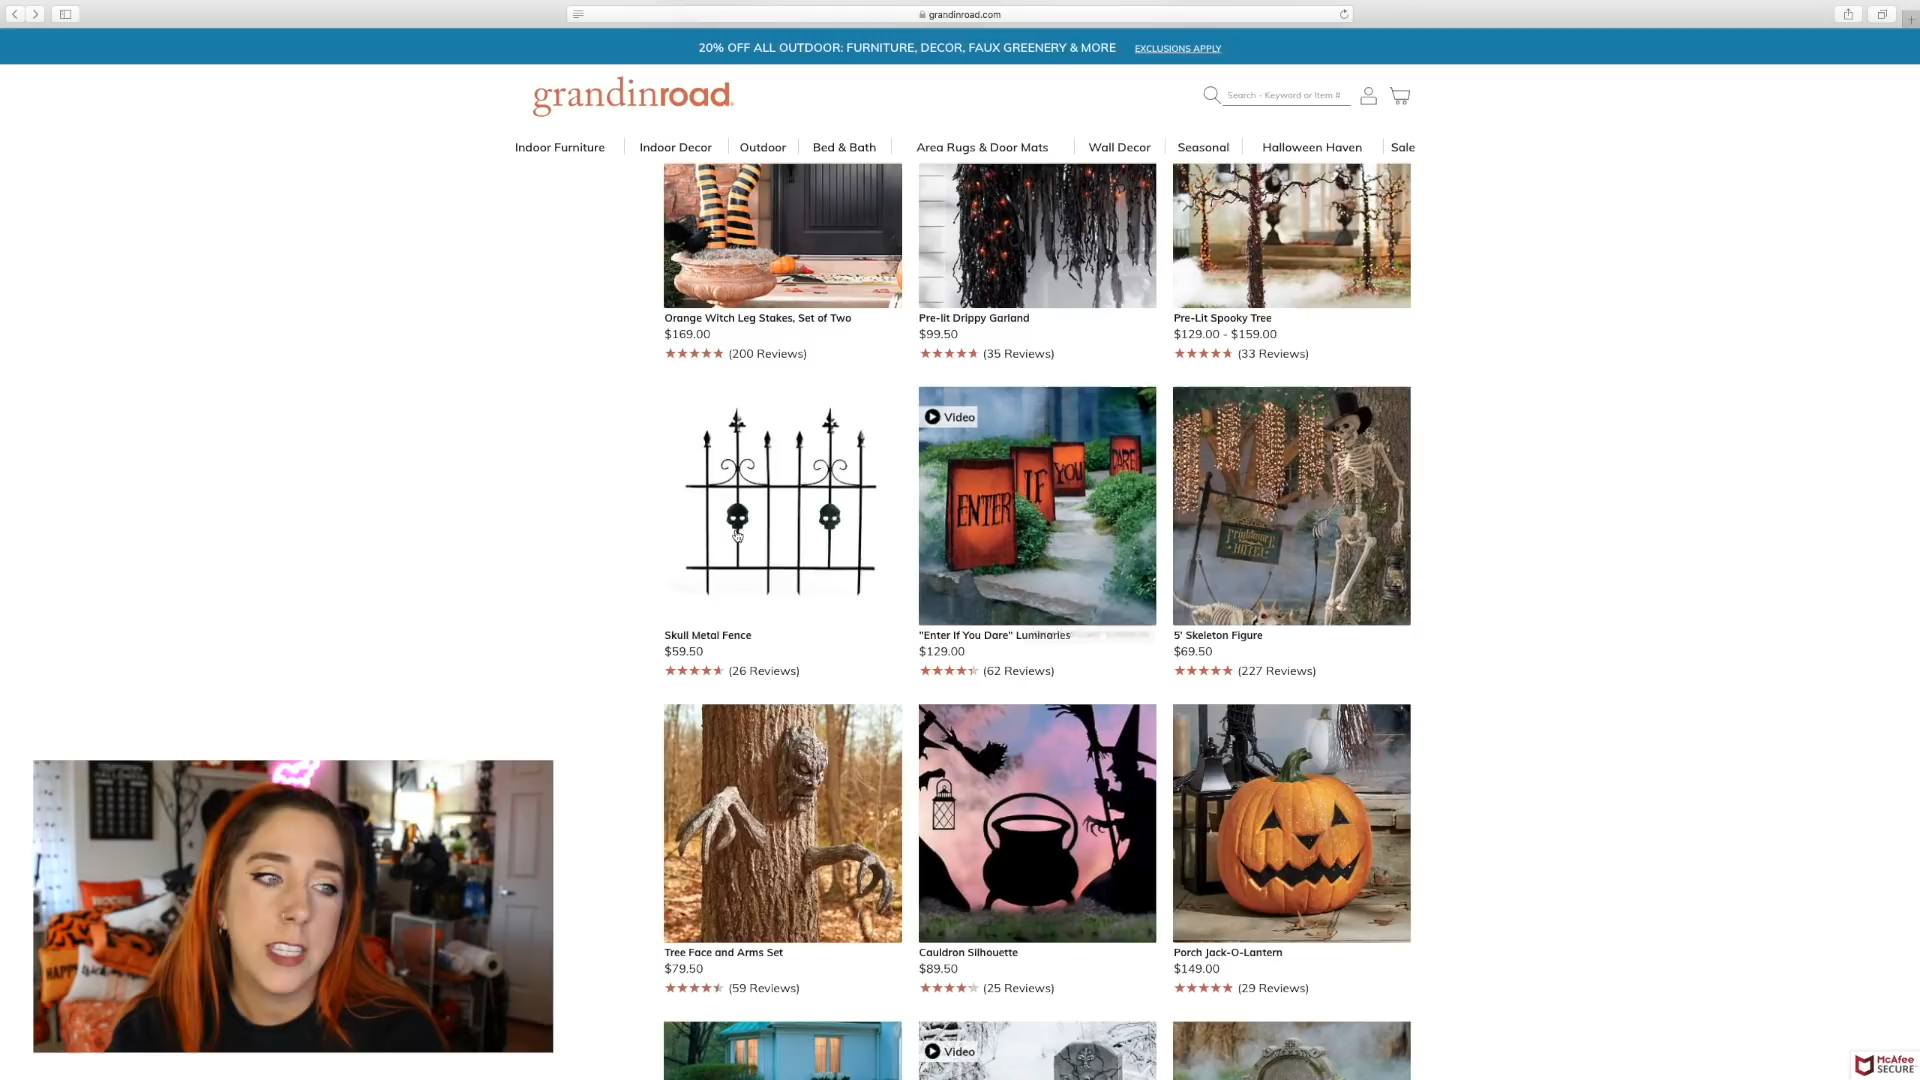 grandinroad.com
20% OFF ALL OUTDOOR: FURNITURE, DECOR, FAUX GREENERY & MORE EXCLUSIONS APPLY
grandinroad
Search - Keyword or Item #
Indoor Furniture Indoor Decor Outdoor Bed & Bath Area Rugs & Door Mats Wall Decor Seasonal Halloween Haven Sale
Orange Witch Leg Stakes, Set of Two
$169.00
(200 Reviews)
Pre-lit Drippy Garland
$99.50
(35 Reviews)
Pre-Lit Spooky Tree
$129.00 - $159.00
(33 Reviews)
Video
ENTER IF YOU DARE
HOTEL
Skull Metal Fence
$59.50
(26 Reviews)
"Enter If You Dare" Luminaries
$129.00
(62 Reviews)
5' Skeleton Figure
$69.50
(227 Reviews)
Tree Face and Arms Set
$79.50
(59 Reviews)
Cauldron Silhouette
$89.50
(25 Reviews)
Porch Jack-O-Lantern
$149.00
(29 Reviews)
Video
HALLOWEEN
HAPPY
McAfee
SECURE